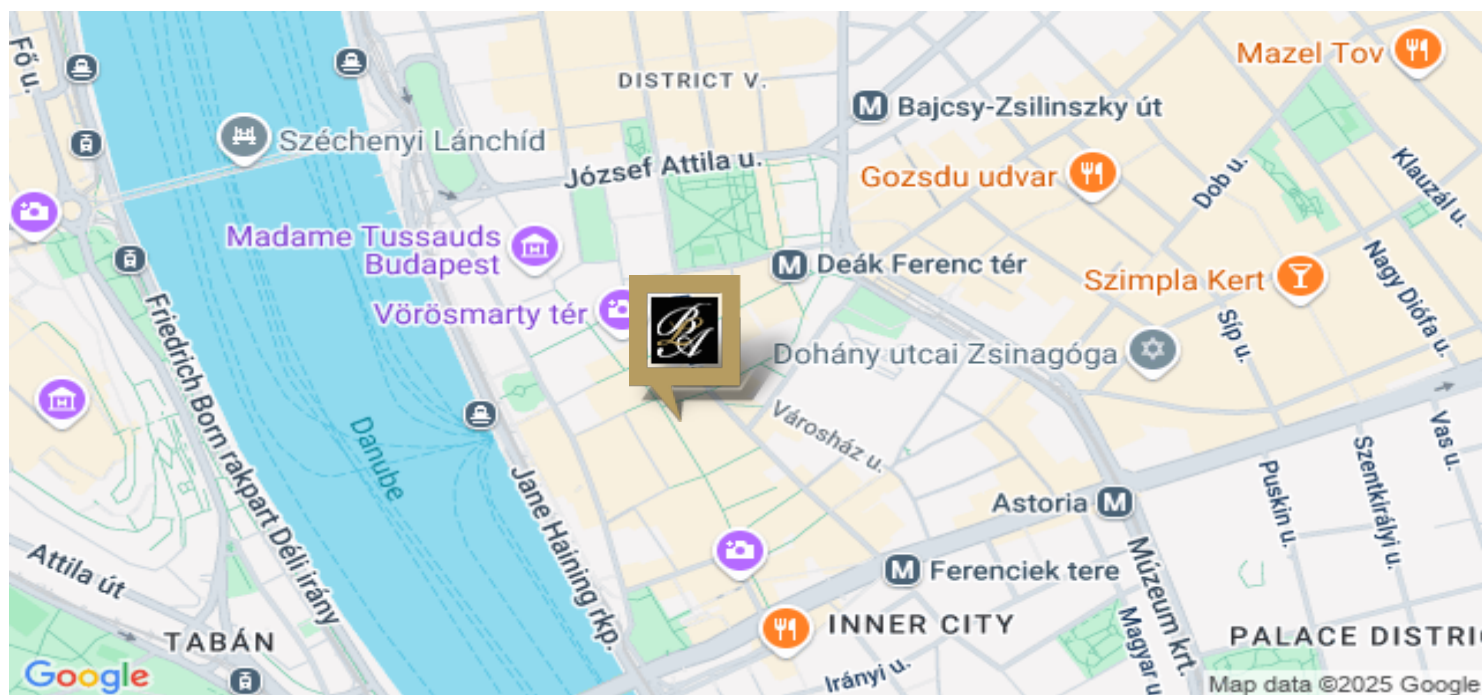 Fő u.
Mazel Tov
DISTRICT V.
M
Bajcsy-Zsilinszky út
Széchenyi Lánchíd
József Attila u.
Gozsdu udvar
Dob u.
Klauzál u.
Madame Tussauds
Budapest
M
Deák Ferenc tér
Szimpla Kert
Nagy Diófa u.
Vörösmarty tér
Síp u.
Dohány utcai Zsinagóga
Friedrich Born rakpart Déli irány
Danube
Városház u.
Vas u.
Szentkirályi u.
Puskin u.
Jane Haining rkp.
Astoria
M
Attila út
M
Ferenciek tere
Múzeum krt.
TABÁN
INNER CITY
Magyar u
PALACE DISTRI
Irányi u.
Google
Map data ©2025 Google